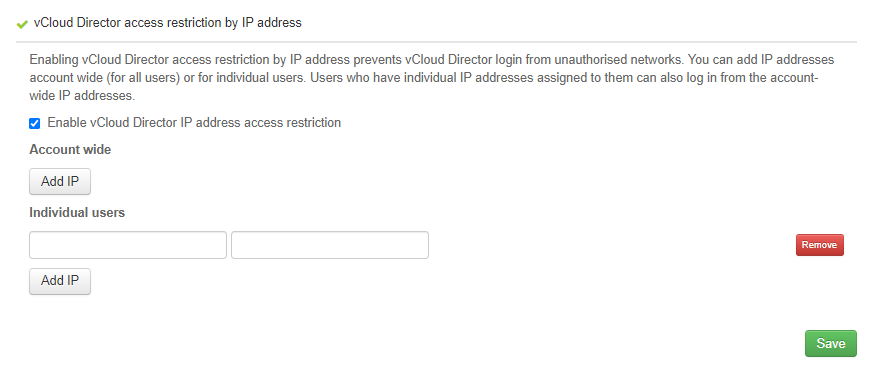 vCloud Director access restriction by IP address
Enabling vCloud Director access restriction by IP address prevents vCloud Director login from unauthorised networks. You can add IP addresses
account wide (for all users) or for individual users. Users who have individual IP addresses assigned to them can also log in from the account-
wide IP addresses.
Enable vCloud Director IP address access restriction
Account wide
Add IP
Individual users
Remove
Add IP
Save